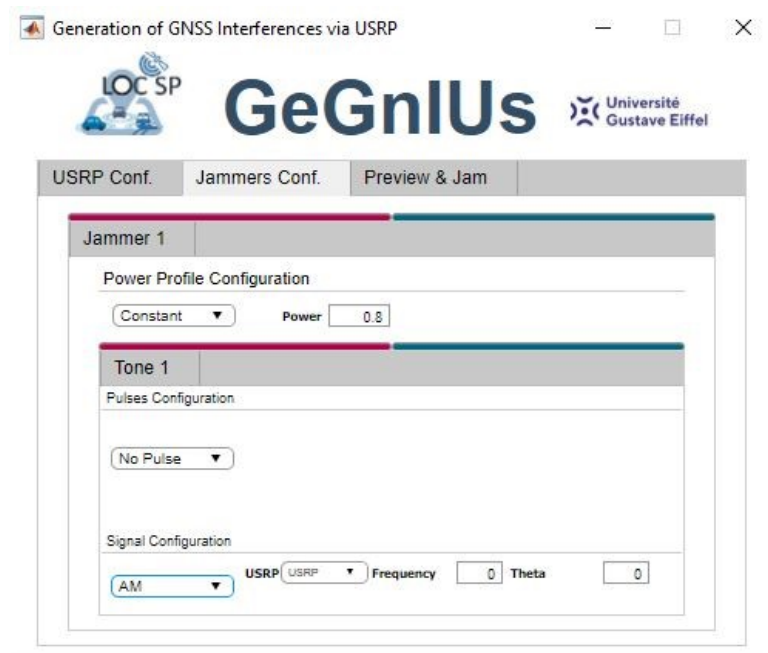 Generation of GNSS Interferences via USRP
LOC SP
GeGnIUs
Université
Gustave Eiffel
USRP Conf. Jammers Conf. Preview & Jam
Jammer 1
Power Profile Configuration
Constant Power 0.8
Tone 1
Pulses Configuration
No Pulse
Signal Configuration
AM USRP USRP Frequency 0 Theta 0